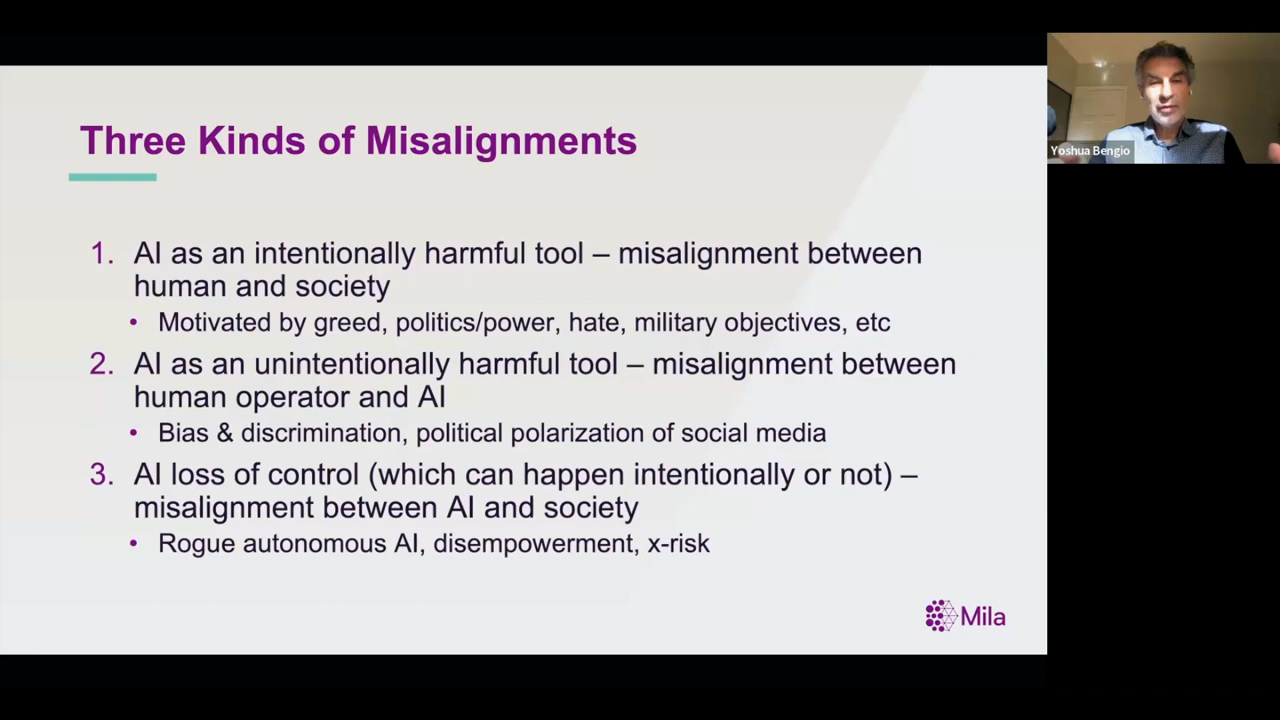 Three Kinds of Misalignments
Yoshua Bengio
1. AI as an intentionally harmful tool – misalignment between
human and society
• Motivated by greed, politics/power, hate, military objectives, etc
2. AI as an unintentionally harmful tool – misalignment between
human operator and AI
• Bias & discrimination, political polarization of social media
3. AI loss of control (which can happen intentionally or not) –
misalignment between AI and society
• Rogue autonomous AI, disempowerment, x-risk
Mila